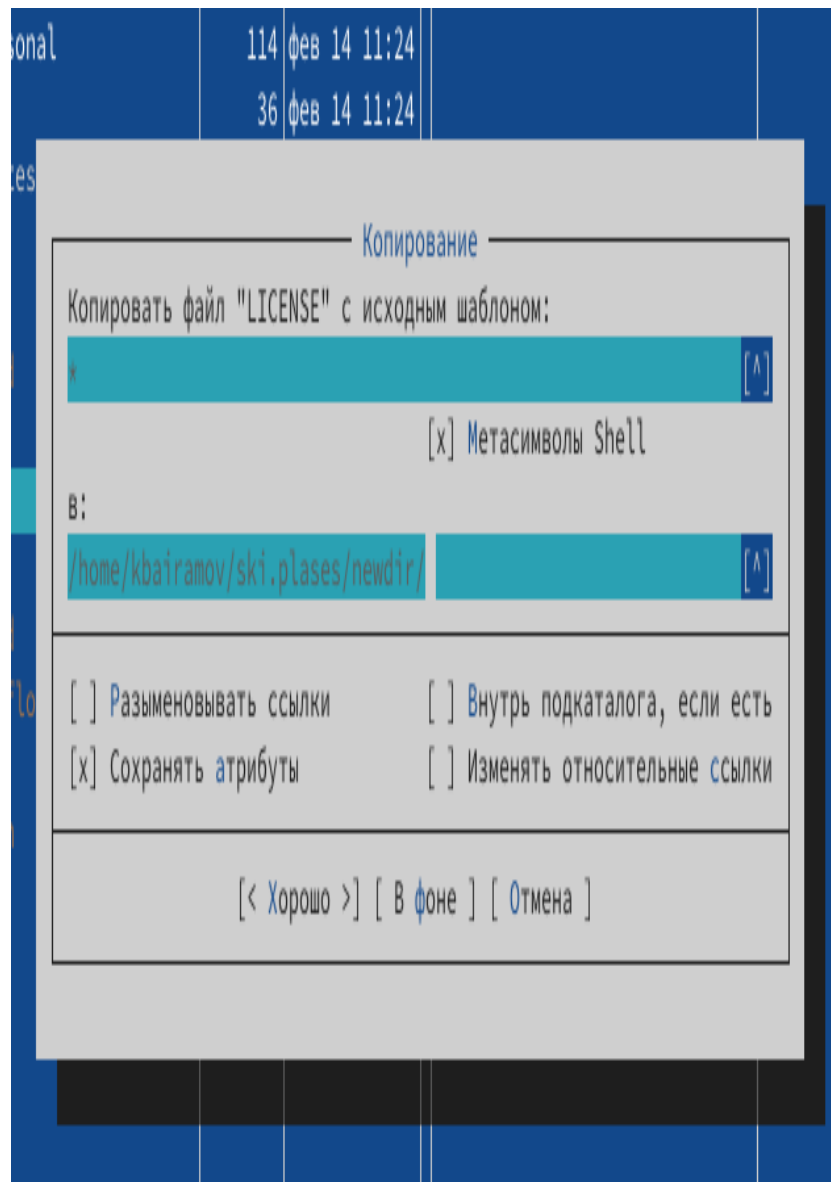 sonal 114 фев 14 11:24
36 фев 14 11:24
tes
Копирование
Копировать файл "LICENSE" с исходным шаблоном:
* [^]
[x] Метасимволы Shell
в:
/home/kbairamov/ski.plases/newdir/ [^]
lo
[ ] Разыменовывать ссылки [ ] Внутрь подкаталога, если есть
[x] Сохранять атрибуты [ ] Изменять относительные ссылки
[< Хорошо >] [ В фоне ] [ Отмена ]